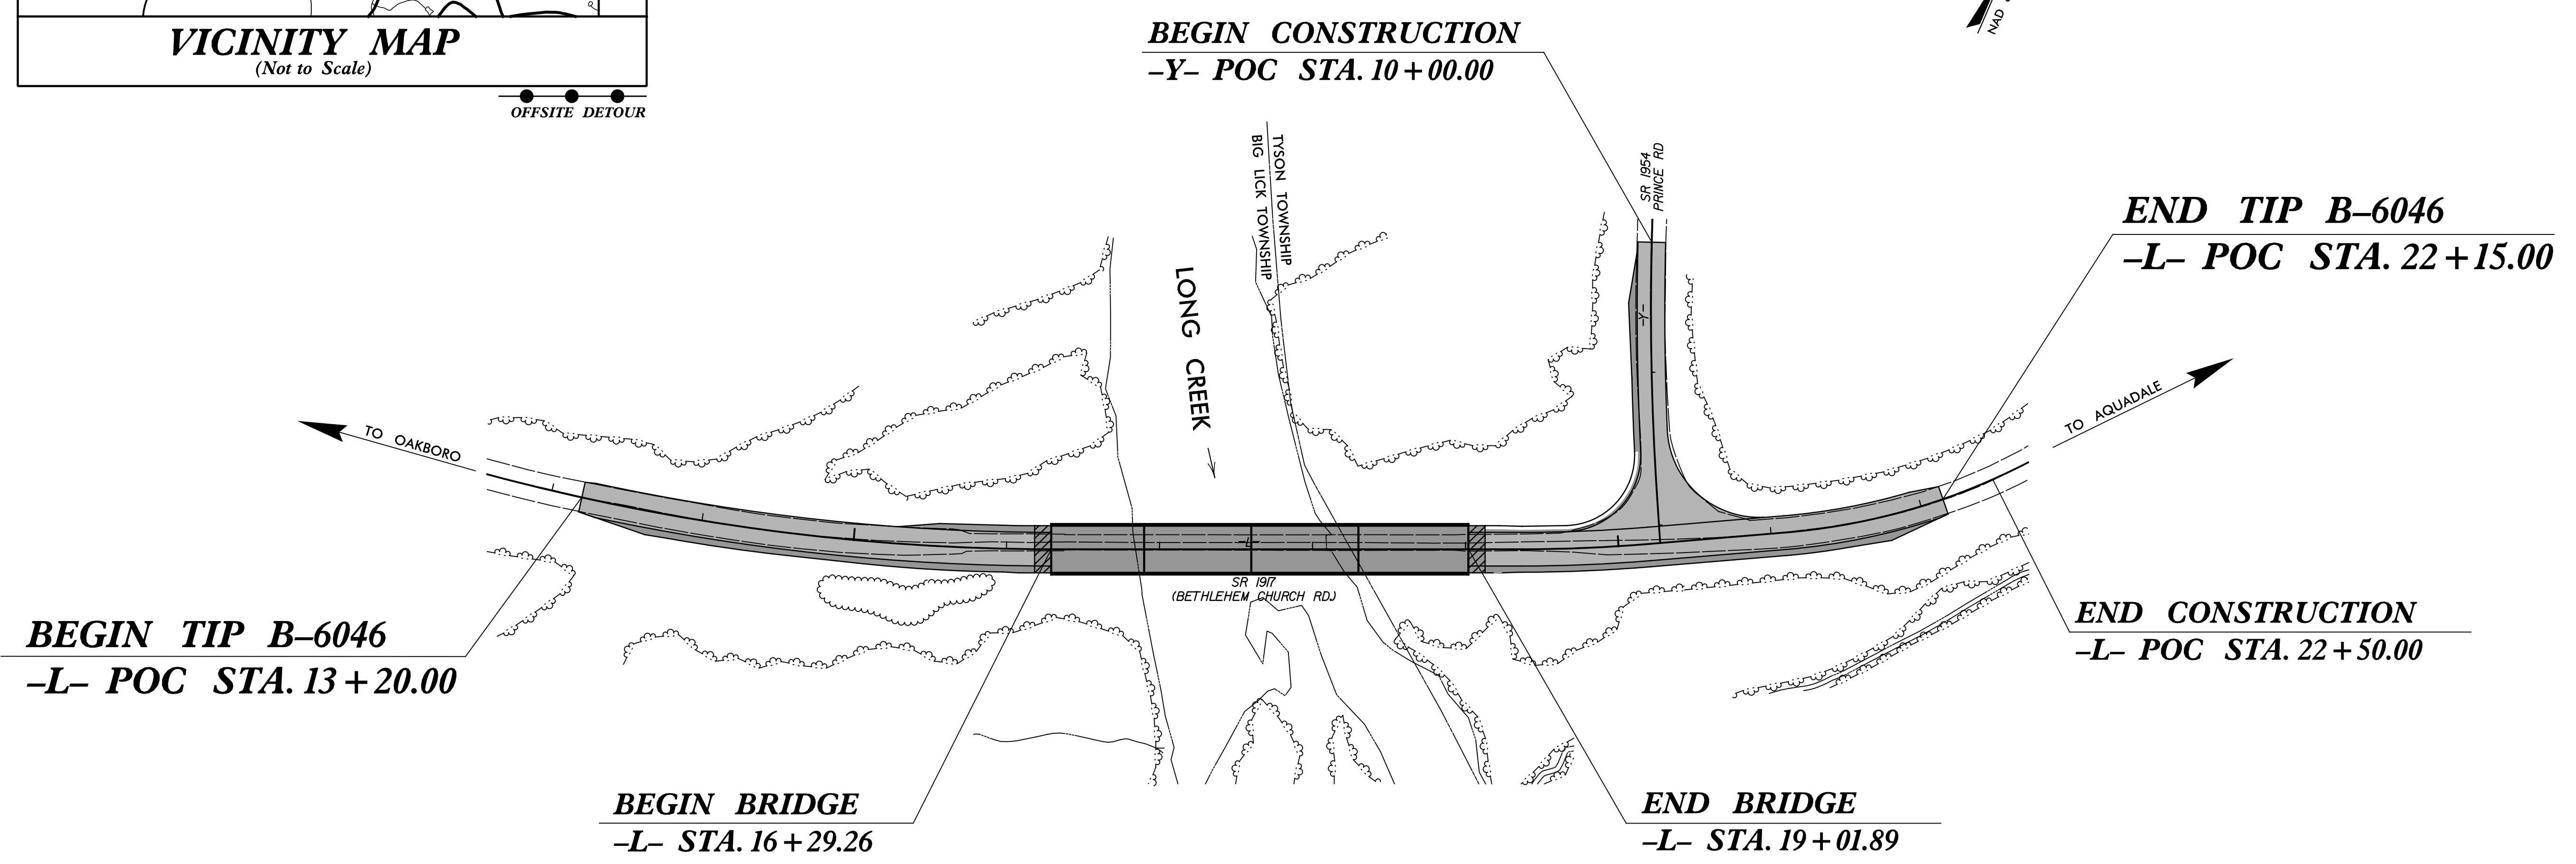 VICINITY MAP
(Not to Scale)
OFFSITE DETOUR
BEGIN CONSTRUCTION
–Y– POC STA. 10+00.00
NAD
TYSON TOWNSHIP
BIG LICK TOWNSHIP
SR 1954
PRINCE RD
END TIP B–6046
–L– POC STA. 22+15.00
LONG CREEK
–Y–
TO OAKBORO
TO AQUADALE
–L–
SR 1917
(BETHLEHEM CHURCH RD.)
BEGIN TIP B–6046
–L– POC STA. 13+20.00
END CONSTRUCTION
–L– POC STA. 22+50.00
BEGIN BRIDGE
–L– STA. 16+29.26
END BRIDGE
–L– STA. 19+01.89